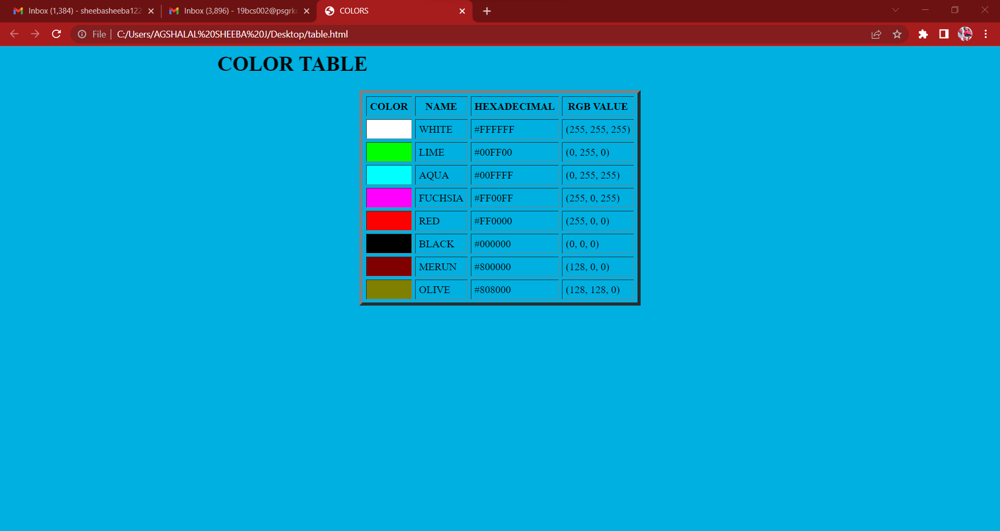 Inbox (1,384) - sheebasheeba122
Inbox (3,896) - 19bcs002@psgrkc
COLORS
File
C:/Users/AGSHALAL%20SHEEBA%20J/Desktop/table.html
COLOR TABLE
COLOR NAME HEXADECIMAL RGB VALUE
WHITE #FFFFFF (255, 255, 255)
LIME #00FF00 (0, 255, 0)
AQUA #00FFFF (0, 255, 255)
FUCHSIA #FF00FF (255, 0, 255)
RED #FF0000 (255, 0, 0)
BLACK #000000 (0, 0, 0)
MERUN #800000 (128, 0, 0)
OLIVE #808000 (128, 128, 0)